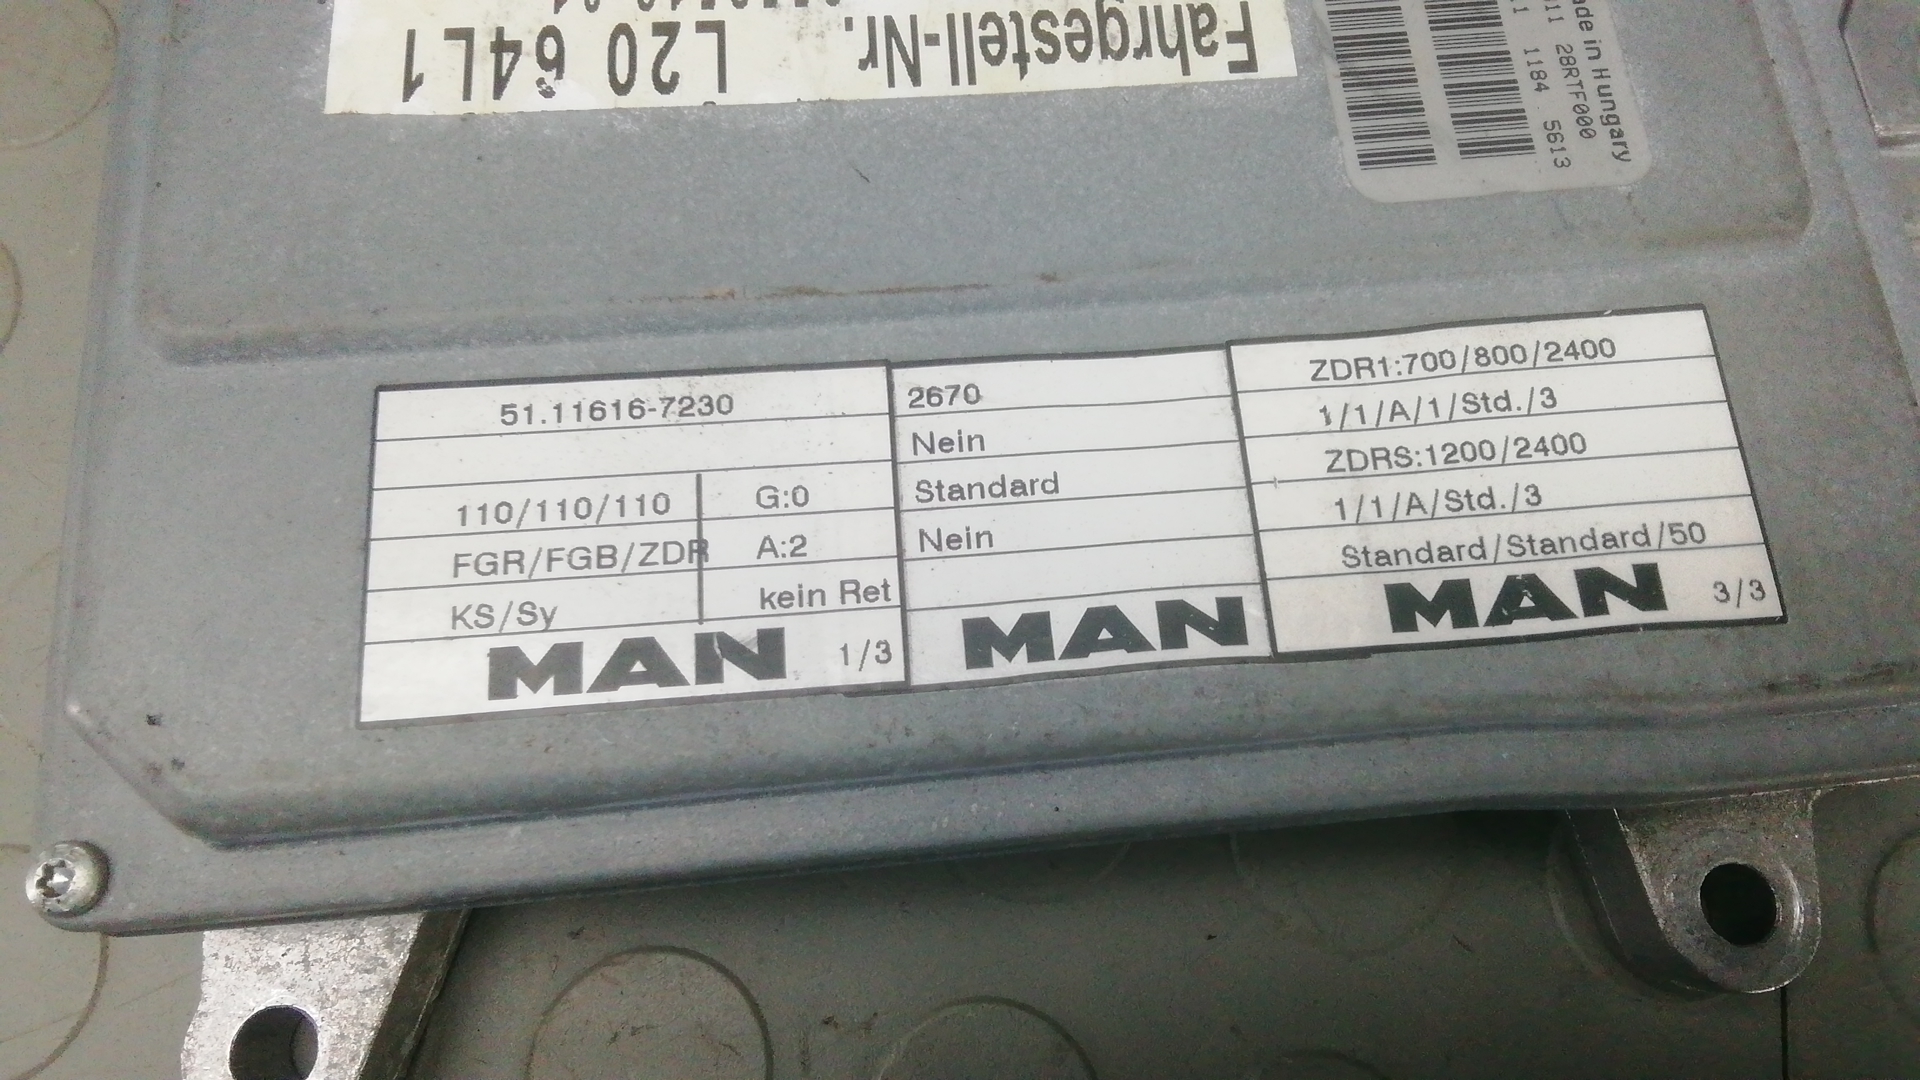 Fahrgestell-Nr. L20 64L1
ade in Hungary
28RTF000
1184 5613
51.11616-7230
110/110/110 G:0
FGR/FGB/ZDR A:2
KS/Sy kein Ret
MAN 1/3
2670
Nein
Standard
Nein
MAN
ZDR1:700/800/2400
1/1/A/1/Std./3
ZDRS:1200/2400
1/1/A/Std./3
Standard/Standard/50
MAN 3/3